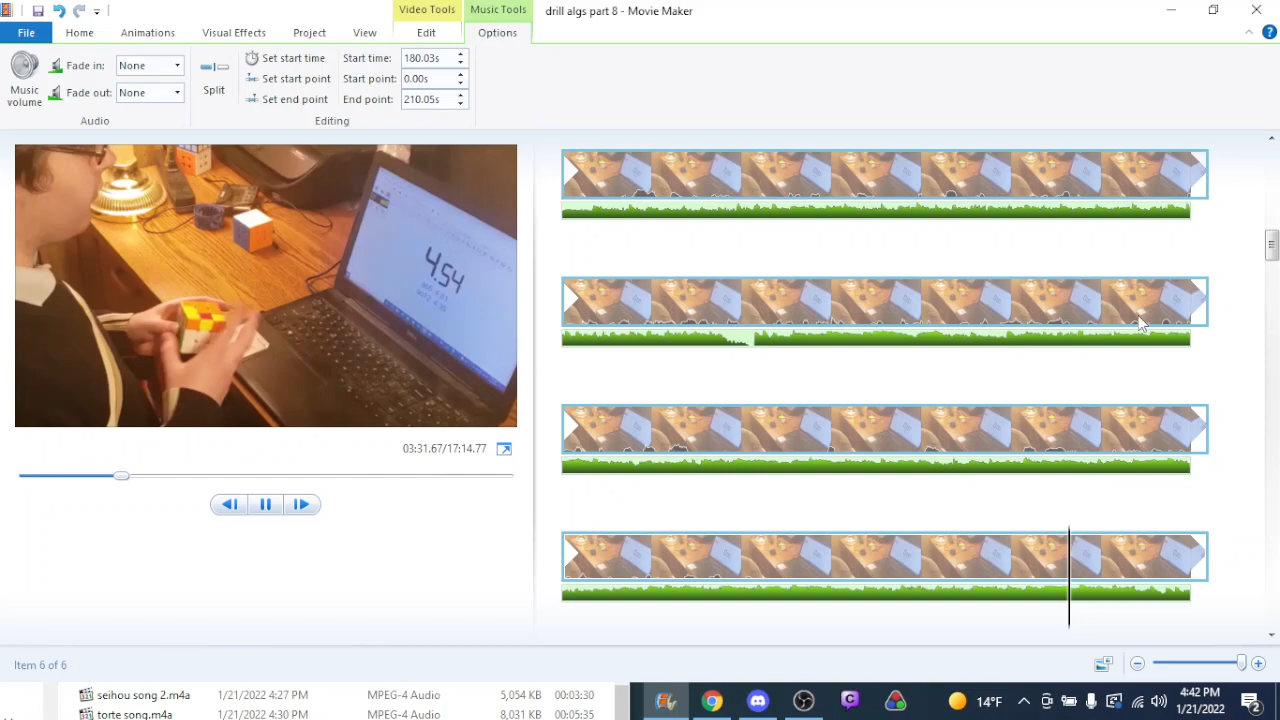 Video Tools Music Tools drill algs part 8 - Movie Maker
File Home Animations Visual Effects Project View Edit Options
Music volume
Fade in: None
Fade out: None
Audio
Split
Set start time Start time: 180.03s
Set start point Start point: 0.00s
Set end point End point: 210.05s
Editing
4.54
03:31.67/17:14.77
Item 6 of 6
seihou song 2.m4a 1/21/2022 4:27 PM MPEG-4 Audio 5,054 KB 00:03:30
torte song.m4a 1/21/2022 4:30 PM MPEG-4 Audio 8,031 KB 00:05:35
14°F
4:42 PM
1/21/2022
2